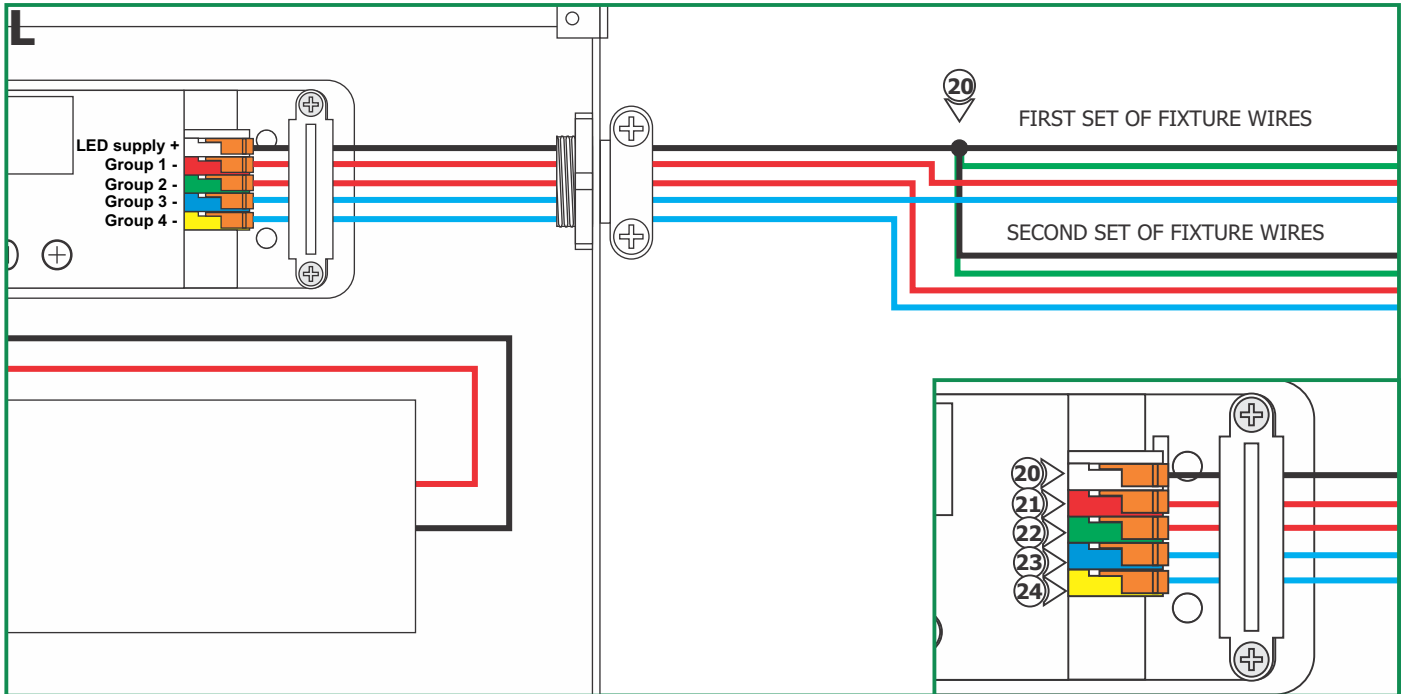 L
20
FIRST SET OF FIXTURE WIRES
LED supply +
Group 1 -
Group 2 -
Group 3 -
Group 4 -
SECOND SET OF FIXTURE WIRES
20
21
22
23
24